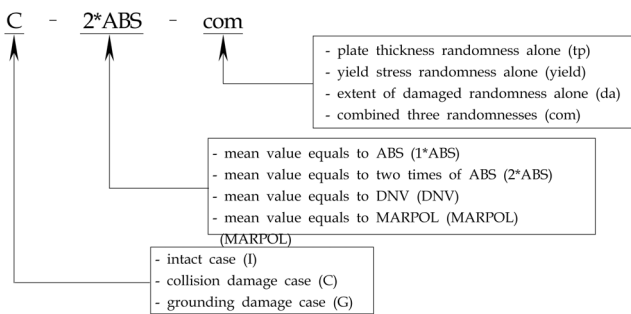 C - 2*ABS - com
- plate thickness randomness alone (tp)
- yield stress randomness alone (yield)
- extent of damaged randomness alone (da)
- combined three randomnesses (com)
- mean value equals to ABS (1*ABS)
- mean value equals to two times of ABS (2*ABS)
- mean value equals to DNV (DNV)
- mean value equals to MARPOL (MARPOL)
(MARPOL)
- intact case (I)
- collision damage case (C)
- grounding damage case (G)